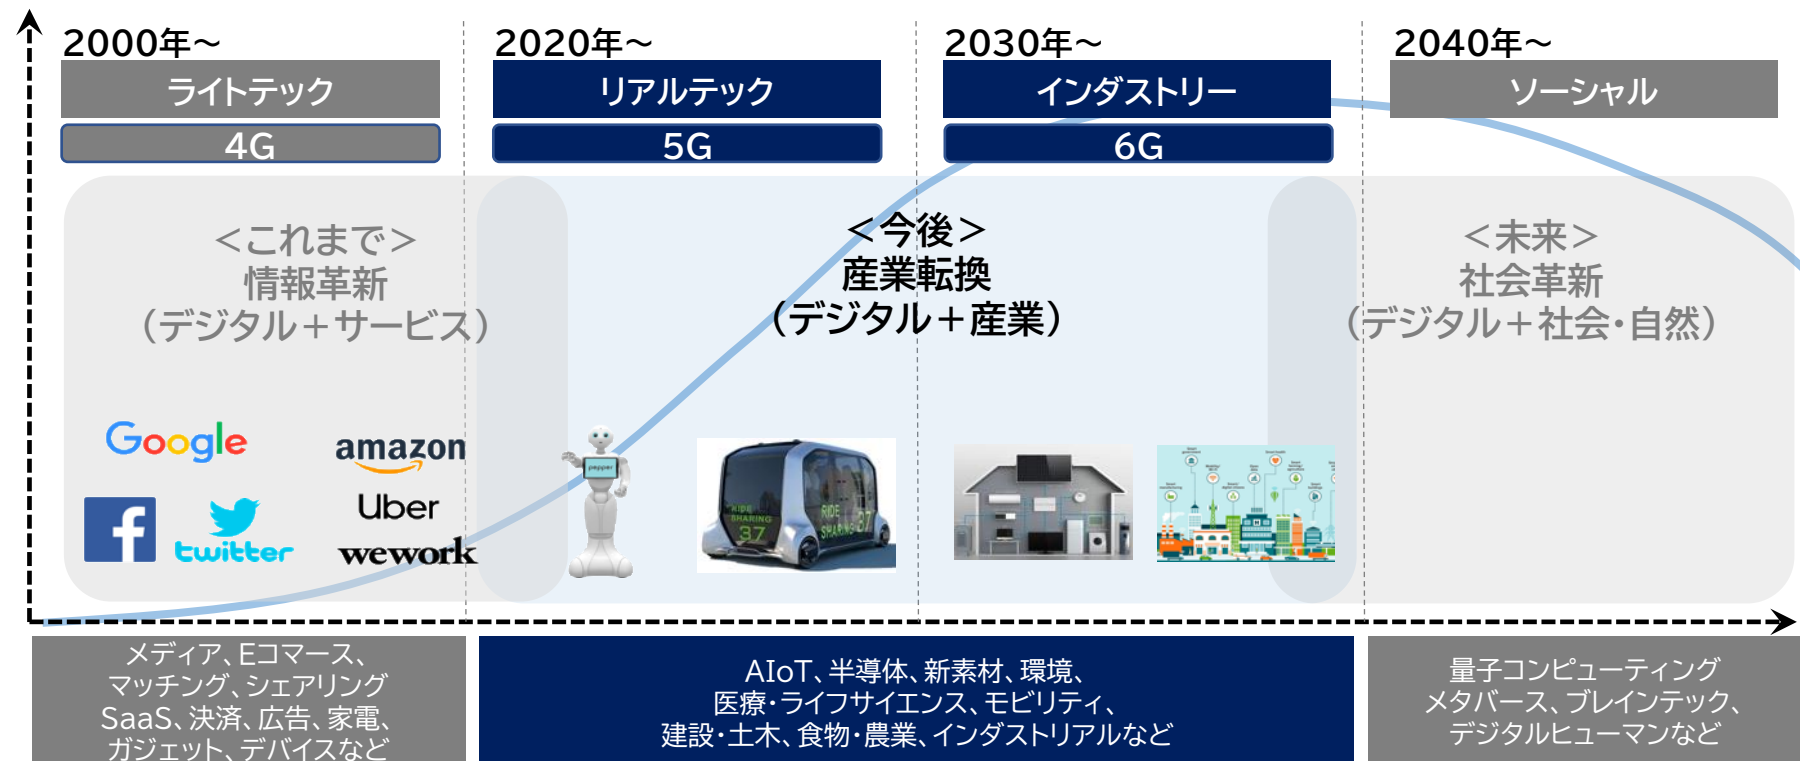 2000年～
2020年～
2030年～
2040年～
ライトテック
リアルテック
インダストリー
ソーシャル
4G
5G
6G
＜これまで＞
情報革新
（デジタル＋サービス）
＜今後＞
産業転換
（デジタル＋産業）
＜未来＞
社会革新
（デジタル＋社会・自然）
Google
amazon
twitter
Uber
wework
pepper
RIDE
SHARING
37
RIDE
SHARING 37
メディア、Eコマース、
マッチング、シェアリング
SaaS、決済、広告、家電、
ガジェット、デバイスなど
AIoT、半導体、新素材、環境、
医療・ライフサイエンス、モビリティ、
建設・土木、食物・農業、インダストリアルなど
量子コンピューティング
メタバース、ブレインテック、
デジタルヒューマンなど